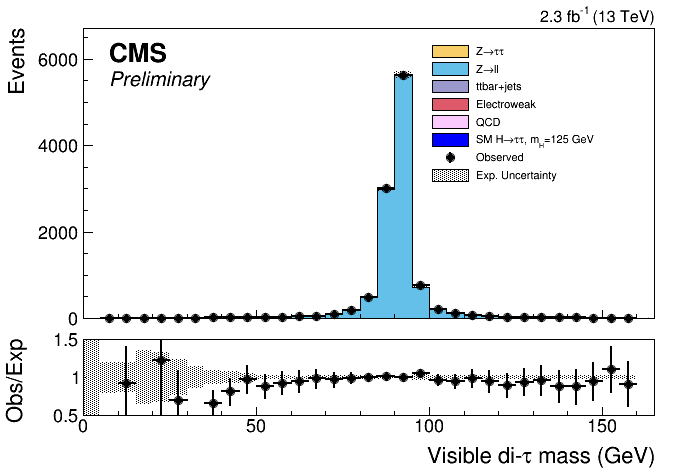 2.3 fb⁻¹ (13 TeV)
CMS
Preliminary
Events
6000
4000
2000
0
Z→ττ
Z→ll
ttbar+jets
Electroweak
QCD
SM H→ττ, m_H=125 GeV
Observed
Exp. Uncertainty
Obs/Exp
1.5
1
0.5
0 50 100 150
Visible di-τ mass (GeV)